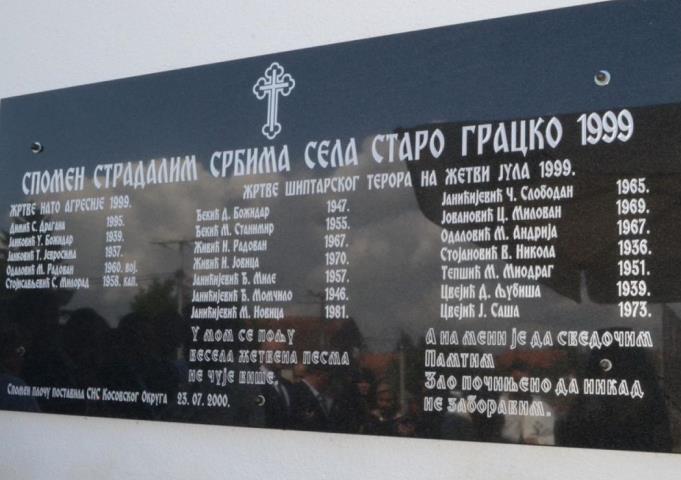 СПОМЕН СТРАДАЛИМ СРБИМА СЕЛА СТАРО ГРАЦКО 1999
ЖРТВЕ НАТО АГРЕСИЈЕ 1999.
Димић С. Драгана 1995.
Јанковић У. Божидар 1939.
Јанковић Т. Јевросима 1937.
Одаловић М. Радован 1960. вој.
Стојисављевић С. Милорад 1958. кап.
ЖРТВЕ ШИПТАРСКОГ ТЕРОРА НА ЖЕТВИ ЈУЛА 1999.
Ђекић Д. Божидар 1947.
Ђекић М. Станимир 1955.
Живић Н. Радован 1967.
Живић Н. Јовица 1970.
Јанићијевић Ђ. Миле 1957.
Јанићијевић Ђ. Момчило 1946.
Јанићијевић М. Новица 1981.
Јанићијевић Ч. Слободан 1965.
Јовановић Ц. Милован 1969.
Одаловић М. Андрија 1967.
Стојановић В. Никола 1936.
Тепшић М. Миодраг 1951.
Цвејић Д. Љубиша 1939.
Цвејић Ј. Саша 1973.
У мом се пољу
весела жетвена песма
не чује више.
А на мени је да сведочим
Памтим
Зло почињено да никад
не заборавим.
Спомен плочу поставила СНС Косовског Округа 23. 07. 2000.